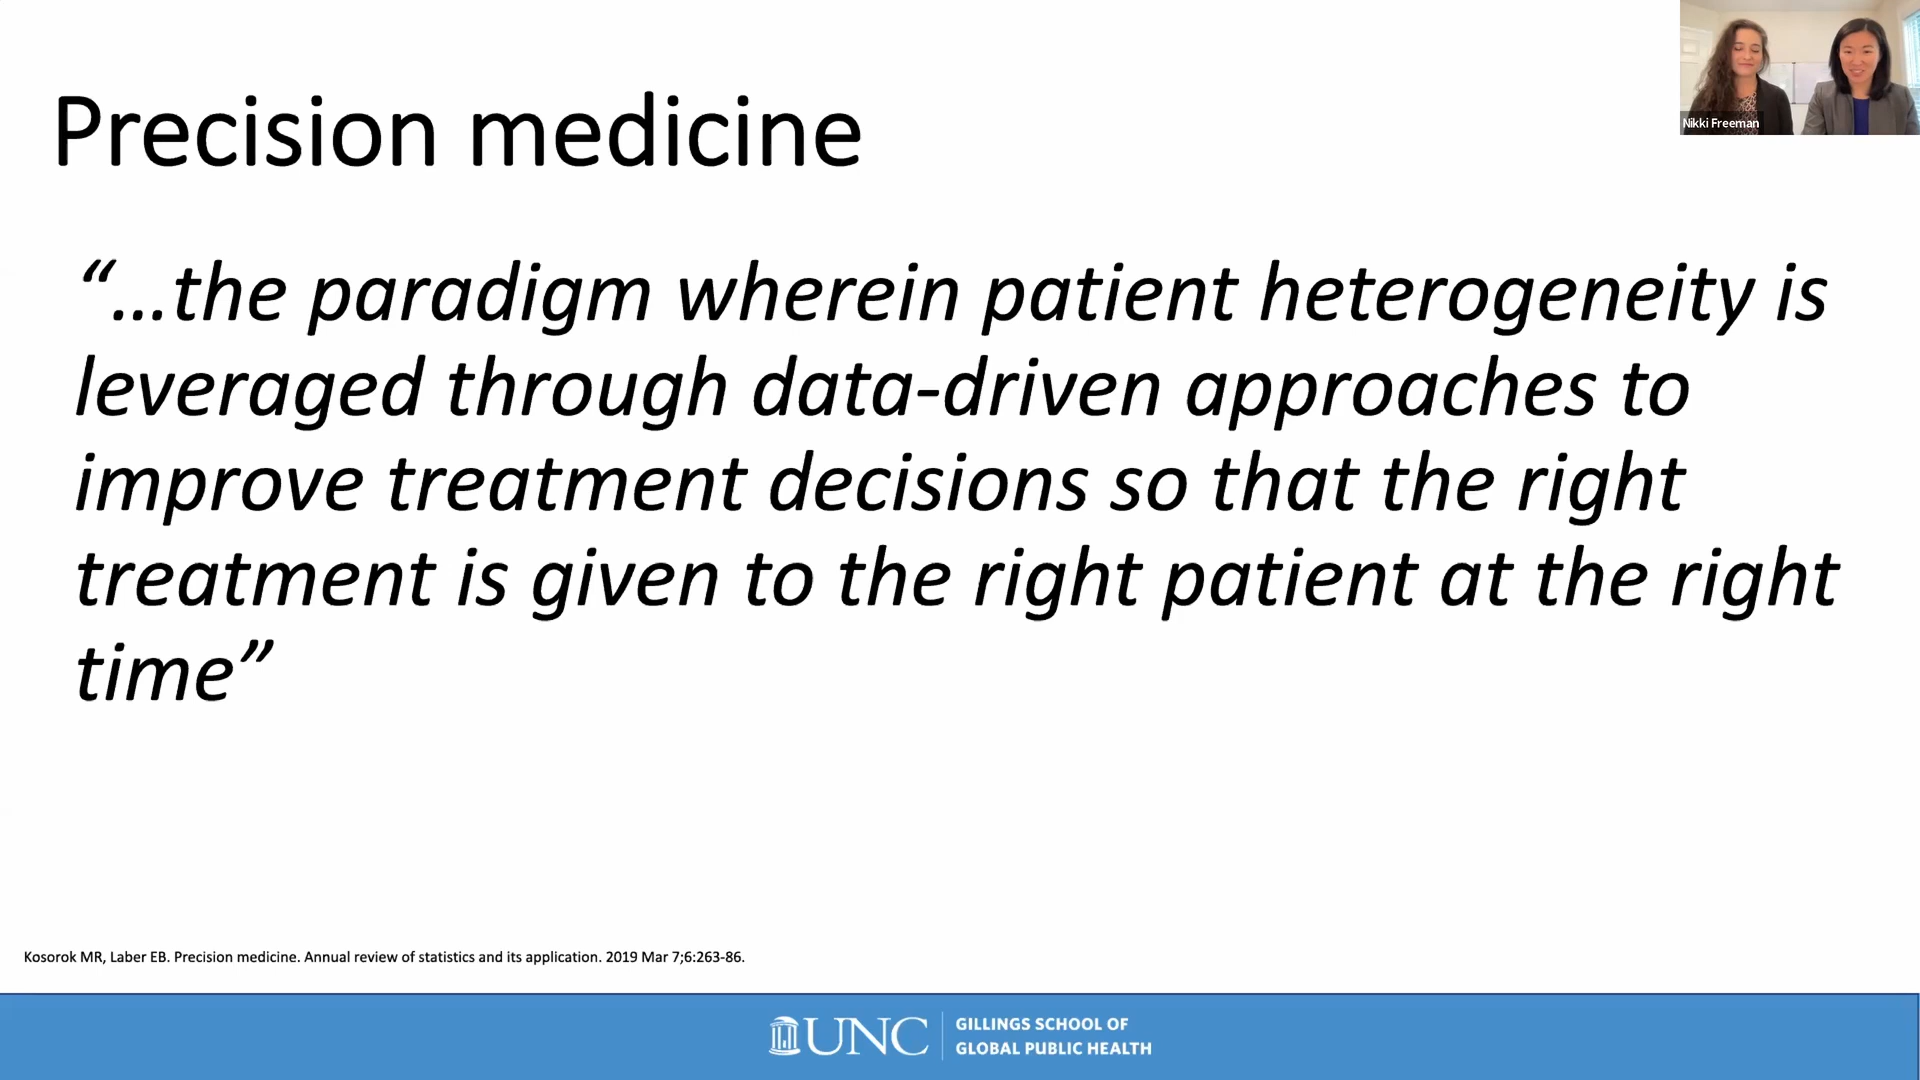 Precision medicine
Nikki Freeman
“…the paradigm wherein patient heterogeneity is
leveraged through data-driven approaches to
improve treatment decisions so that the right
treatment is given to the right patient at the right
time”
Kosorok MR, Laber EB. Precision medicine. Annual review of statistics and its application. 2019 Mar 7;6:263-86.
UNC
GILLINGS SCHOOL OF
GLOBAL PUBLIC HEALTH